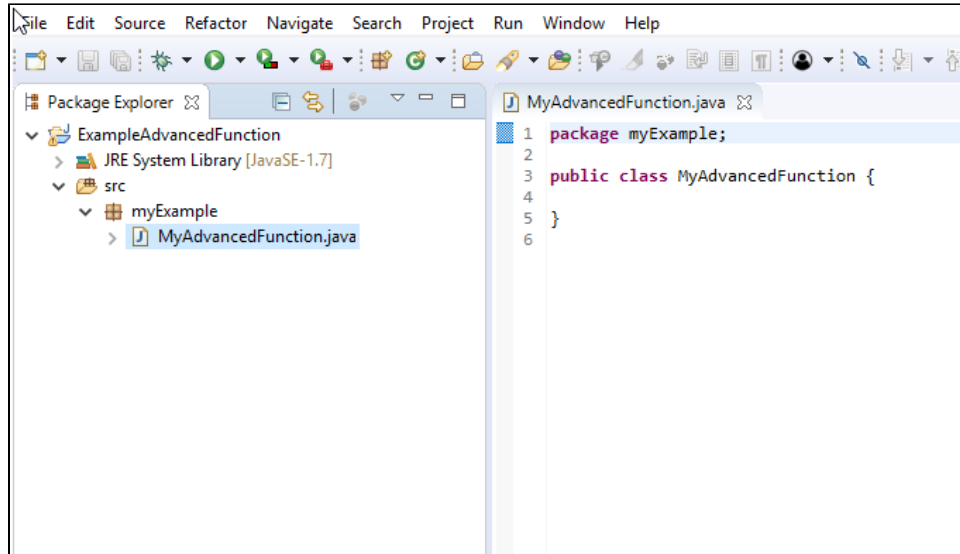 File Edit Source Refactor Navigate Search Project Run Window Help
Package Explorer
ExampleAdvancedFunction
JRE System Library [JavaSE-1.7]
src
myExample
MyAdvancedFunction.java
MyAdvancedFunction.java
1 package myExample;
2
3 public class MyAdvancedFunction {
4
5 }
6